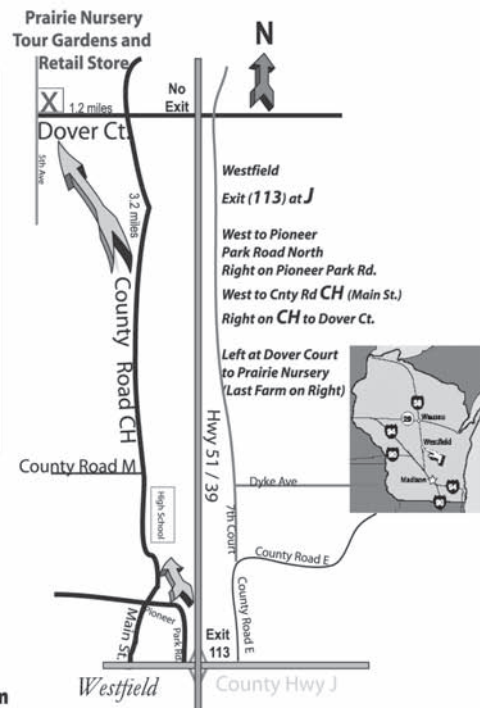 Prairie Nursery
Tour Gardens and
Retail Store
N
No
Exit
X
1.2 miles
Dover Ct.
5th Ave
3.2 miles
Westfield
Exit (113) at J
West to Pioneer
Park Road North
Right on Pioneer Park Rd.
West to Cnty Rd CH (Main St.)
Right on CH to Dover Ct.
Left at Dover Court
to Prairie Nursery
(Last Farm on Right)
County Road CH
Hwy 51 / 39
29
Wausau
Westfield
Madison
94
90
County Road M
High School
Dyke Ave
7th Court
County Road E
County Road E
Pioneer
Park Rd.
Main St.
Exit
113
Westfield
County Hwy J